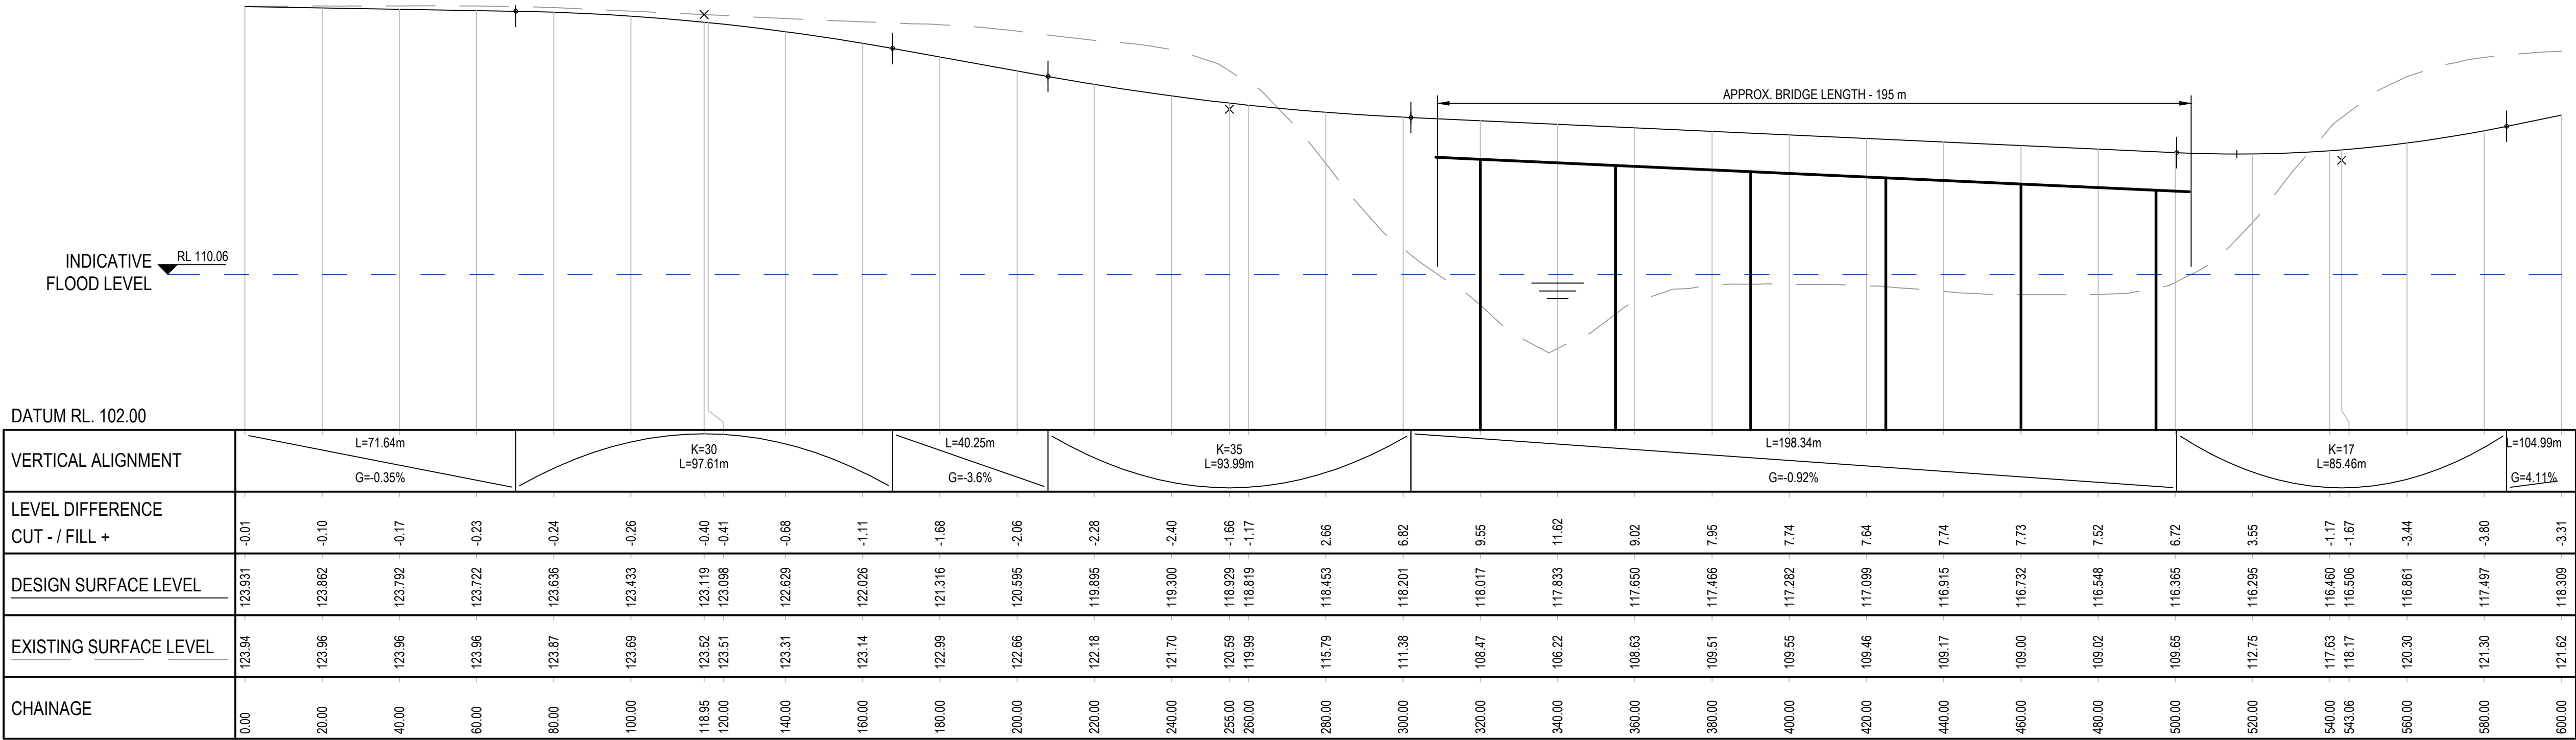 APPROX. BRIDGE LENGTH - 195 m
INDICATIVE
FLOOD LEVEL
RL 110.06
DATUM RL. 102.00
VERTICAL ALIGNMENT
L=71.64m
G=-0.35%
K=30
L=97.61m
L=40.25m
G=-3.6%
K=35
L=93.99m
L=198.34m
G=-0.92%
K=17
L=85.46m
L=104.99m
G=4.11%
LEVEL DIFFERENCE
CUT - / FILL +
-0.01 -0.10 -0.17 -0.23 -0.24 -0.26 -0.40 -0.41 -0.68 -1.11 -1.68 -2.06 -2.28 -2.40 -1.66 -1.17 2.66 6.82 9.55 11.62 9.02 7.95 7.74 7.64 7.74 7.73 7.52 6.72 3.55 -1.17 -1.67 -3.44 -3.80 -3.31
DESIGN SURFACE LEVEL
123.931 123.862 123.792 123.722 123.636 123.433 123.119 123.098 122.629 122.026 121.316 120.595 119.895 119.300 118.929 118.819 118.453 118.201 118.017 117.833 117.650 117.466 117.282 117.099 116.915 116.732 116.548 116.365 116.295 116.460 116.506 116.861 117.497 118.309
EXISTING SURFACE LEVEL
123.94 123.96 123.96 123.96 123.87 123.69 123.52 123.51 123.31 123.14 122.99 122.66 122.18 121.70 120.59 119.99 115.79 111.38 108.47 106.22 108.63 109.51 109.55 109.46 109.17 109.00 109.02 109.65 112.75 117.63 118.17 120.30 121.30 121.62
CHAINAGE
0.00 20.00 40.00 60.00 80.00 100.00 118.95 120.00 140.00 160.00 180.00 200.00 220.00 240.00 255.00 260.00 280.00 300.00 320.00 340.00 360.00 380.00 400.00 420.00 440.00 460.00 480.00 500.00 520.00 540.00 543.06 560.00 580.00 600.00